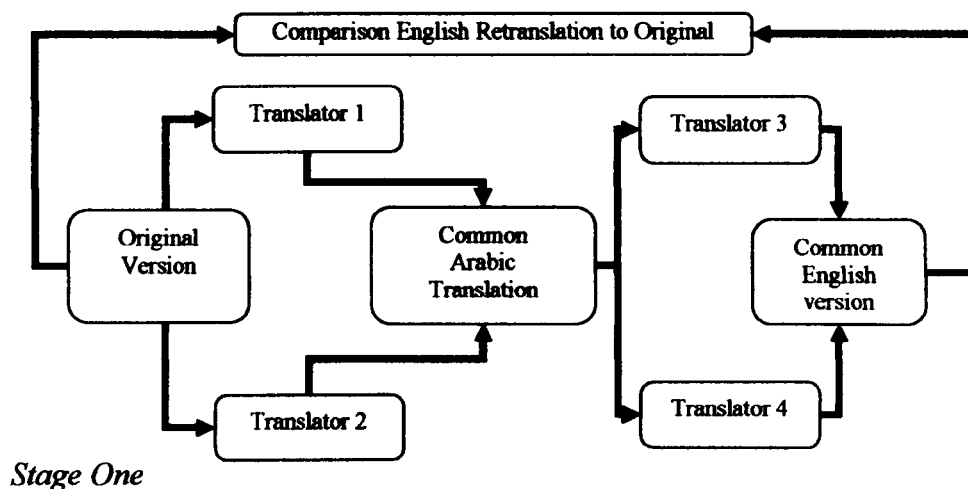 Comparison English Retranslation to Original
Translator 1
Translator 3
Original
Version
Common
Arabic
Translation
Common
English
version
Translator 2
Translator 4
Stage One